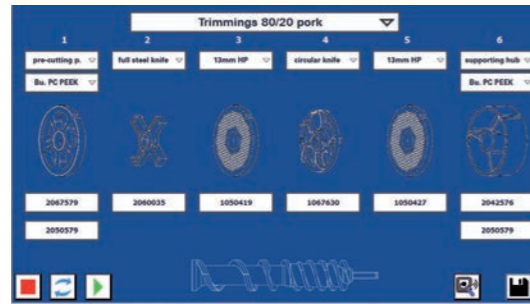 Trimmings 80/20 pork
1 2 3 4 5 6
pre-cutting p. full steel knife 13mm HP circular knife 13mm HP supporting hub
Bu. PC PEEK Bu. PC PEEK
2067579 2060035 1050419 1067630 1050427 2042576
2050579 2050579